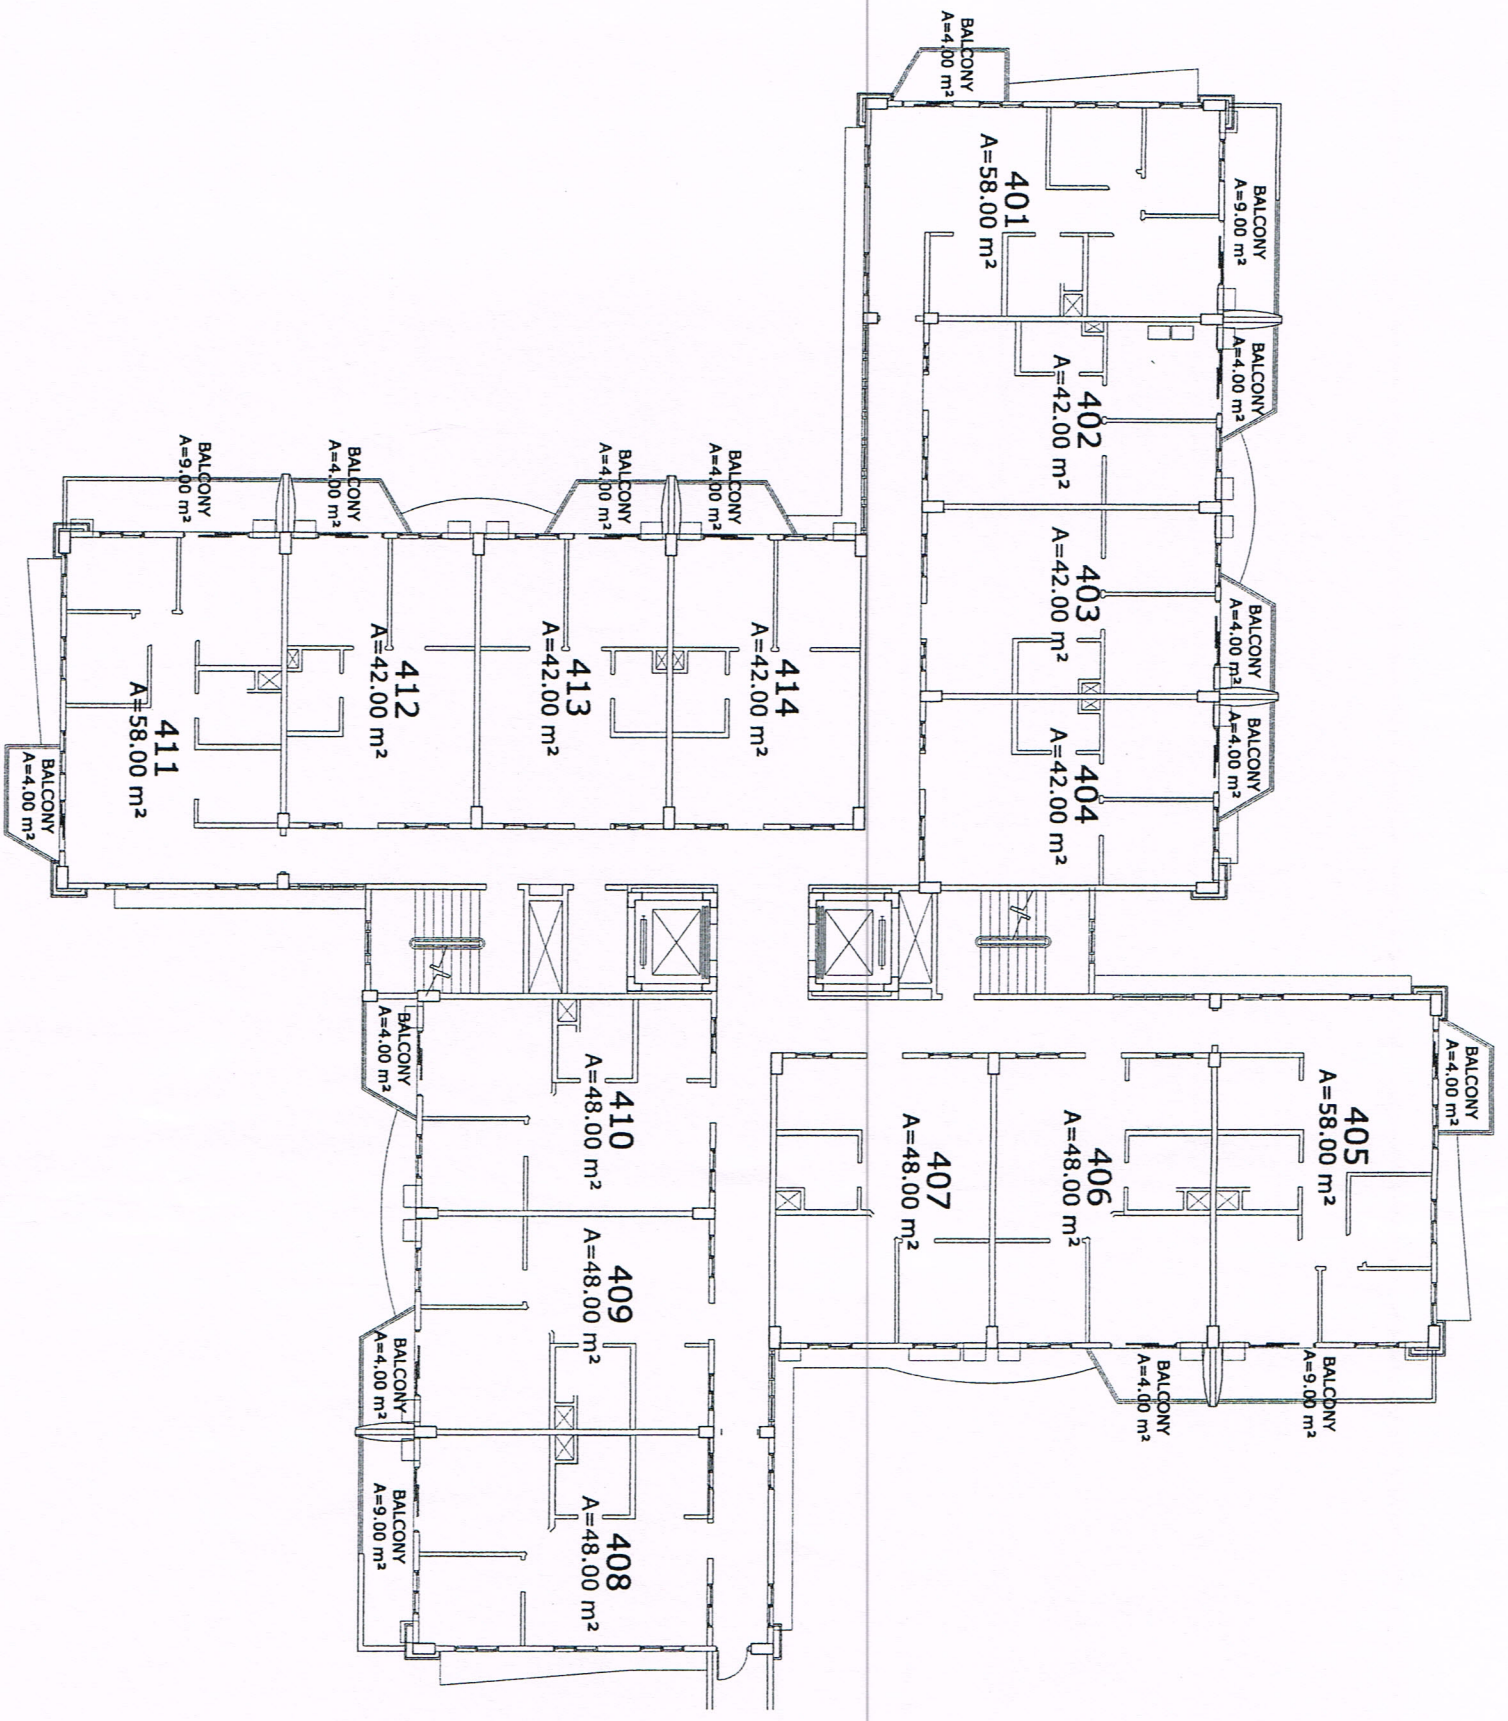 BALCONY
A=4.00 m²
401
A=58.00 m²
BALCONY
A=9.00 m²
BALCONY
A=4.00 m²
402
A=42.00 m²
403
A=42.00 m²
BALCONY
A=4.00 m²
BALCONY
A=4.00 m²
404
A=42.00 m²
BALCONY
A=9.00 m²
BALCONY
A=4.00 m²
BALCONY
A=4.00 m²
BALCONY
A=4.00 m²
411
A=58.00 m²
412
A=42.00 m²
413
A=42.00 m²
414
A=42.00 m²
BALCONY
A=4.00 m²
BALCONY
A=4.00 m²
405
A=58.00 m²
406
A=48.00 m²
407
A=48.00 m²
BALCONY
A=4.00 m²
BALCONY
A=9.00 m²
BALCONY
A=4.00 m²
410
A=48.00 m²
409
A=48.00 m²
BALCONY
A=4.00 m²
408
A=48.00 m²
BALCONY
A=9.00 m²